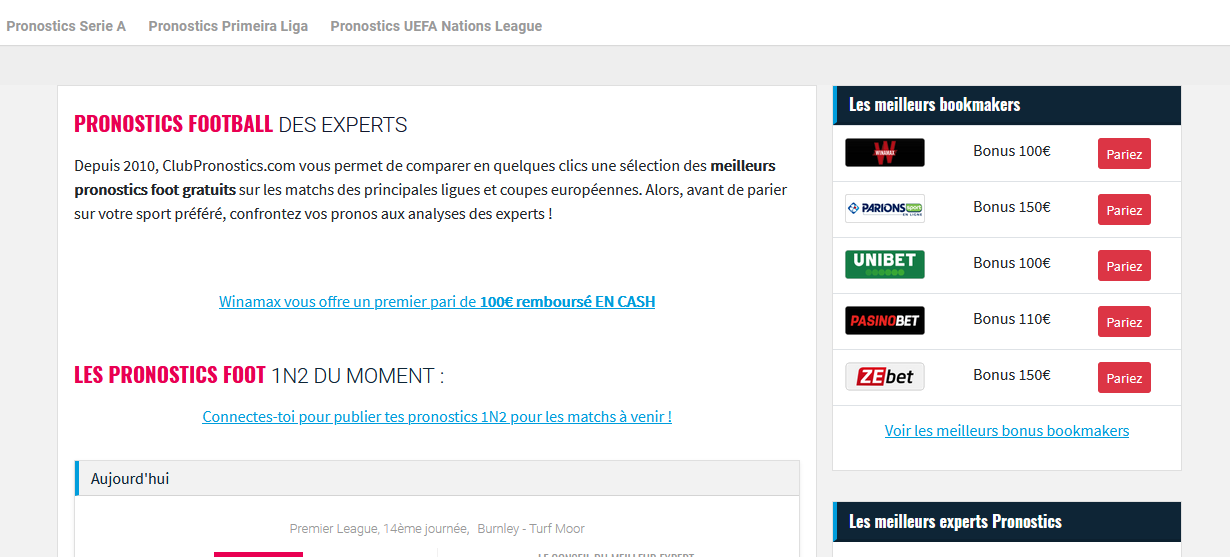 Pronostics Serie A Pronostics Primeira Liga Pronostics UEFA Nations League
PRONOSTICS FOOTBALL DES EXPERTS
Depuis 2010, ClubPronostics.com vous permet de comparer en quelques clics une sélection des meilleurs
pronostics foot gratuits sur les matchs des principales ligues et coupes européennes. Alors, avant de parier
sur votre sport préféré, confrontez vos pronos aux analyses des experts !
Winamax vous offre un premier pari de 100€ remboursé EN CASH
LES PRONOSTICS FOOT 1N2 DU MOMENT :
Connectes-toi pour publier tes pronostics 1N2 pour les matchs à venir !
Aujourd'hui
Premier League, 14ème journée, Burnley - Turf Moor
LE CONSEIL DU MEILLEUR EXPERT
Les meilleurs bookmakers
WINAMAX Bonus 100€ Pariez
PARIONS sport EN LIGNE Bonus 150€ Pariez
UNIBET Bonus 100€ Pariez
PASINOBET Bonus 110€ Pariez
ZEbet Bonus 150€ Pariez
Voir les meilleurs bonus bookmakers
Les meilleurs experts Pronostics